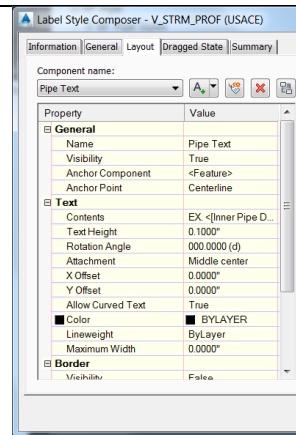 Label Style Composer - V_STRM_PROF (USACE)
Information General Layout Dragged State Summary
Component name:
Pipe Text
Property Value
General
Name Pipe Text
Visibility True
Anchor Component <Feature>
Anchor Point Centerline
Text
Contents EX. <[Inner Pipe D...
Text Height 0.1000"
Rotation Angle 000.0000 (d)
Attachment Middle center
X Offset 0.0000"
Y Offset 0.0000"
Allow Curved Text True
Color BYLAYER
Lineweight ByLayer
Maximum Width 0.0000"
Border
Visibility False